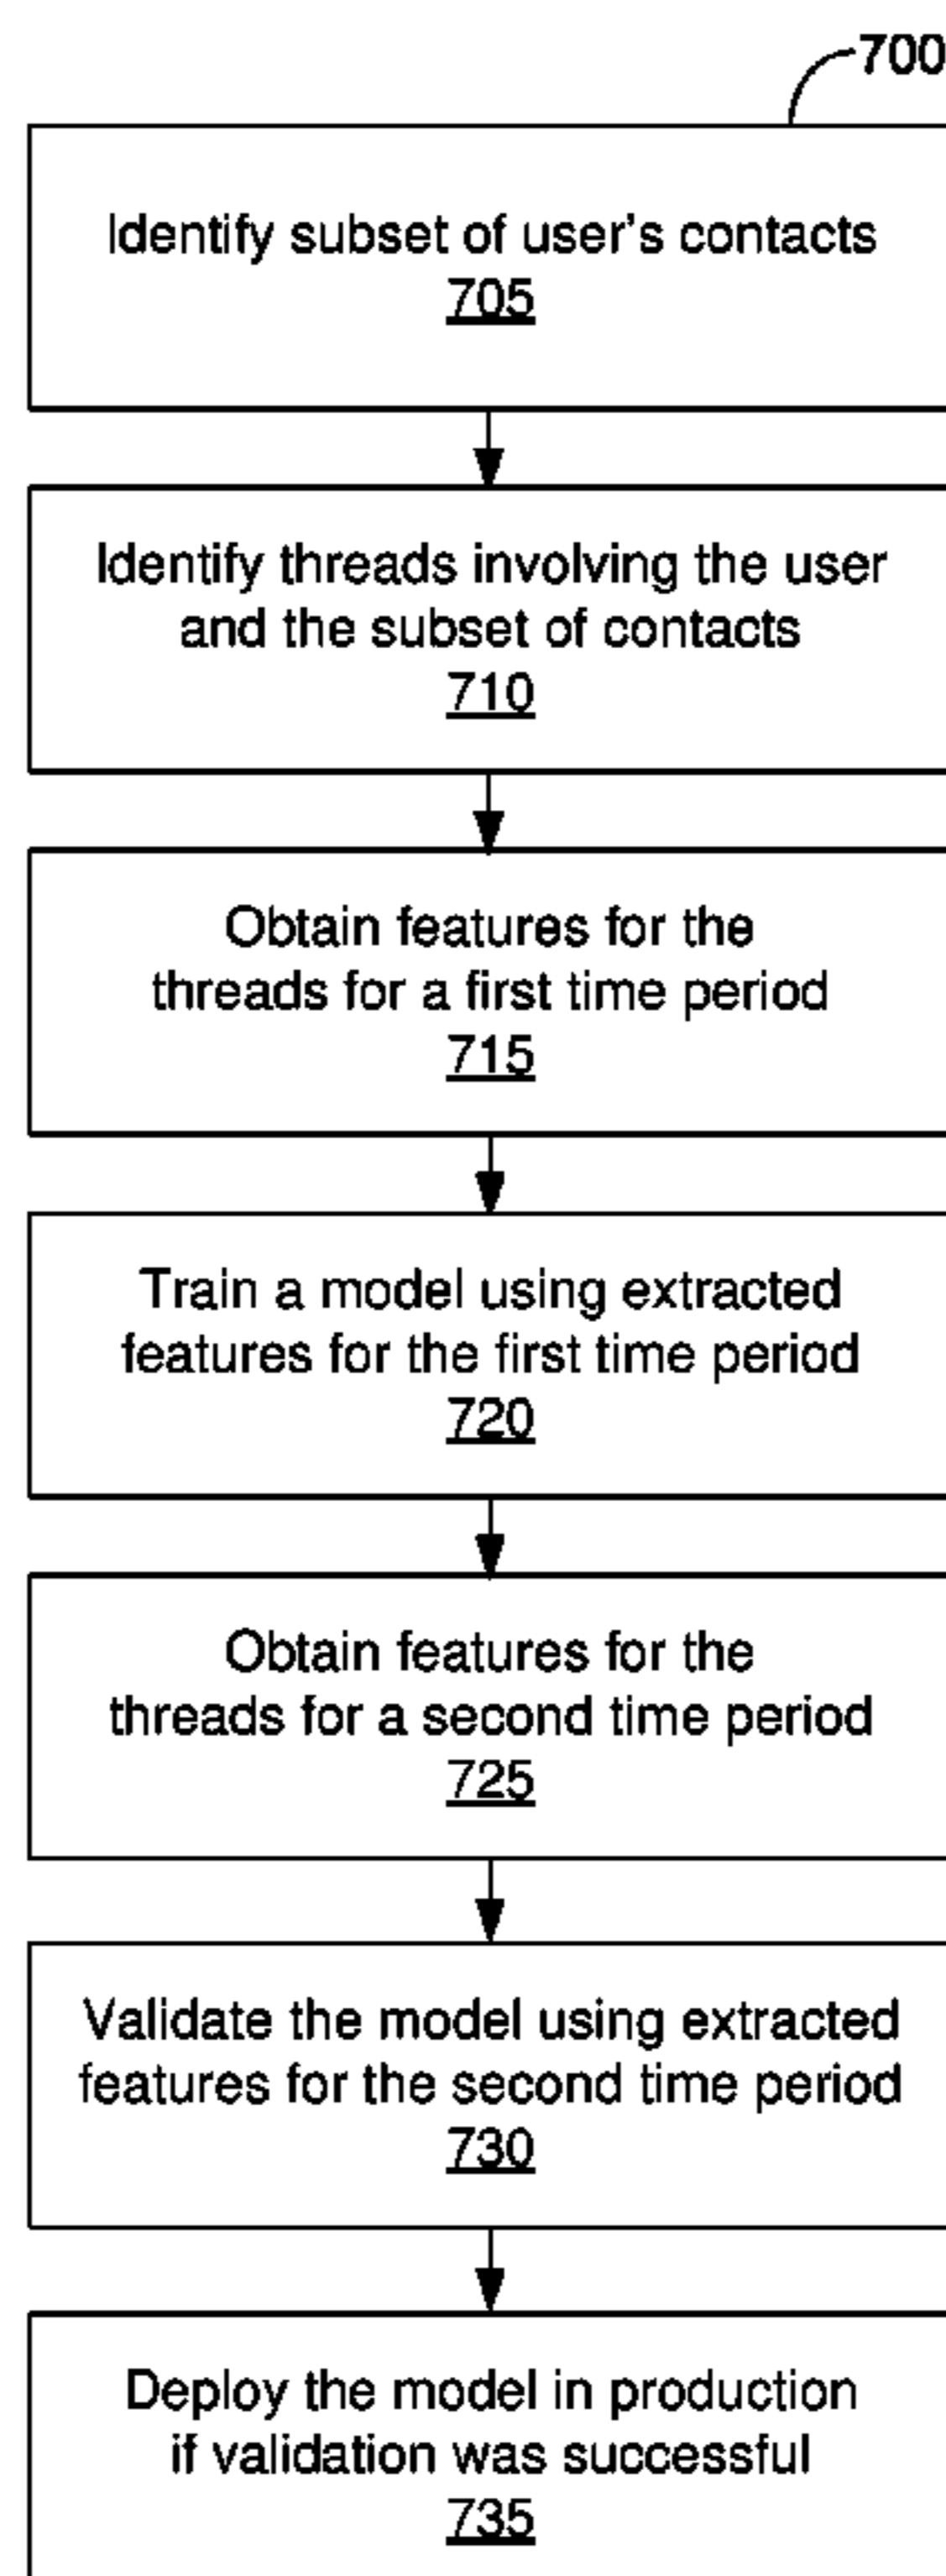 700
Identify subset of user's contacts
705
Identify threads involving the user
and the subset of contacts
710
Obtain features for the
threads for a first time period
715
Train a model using extracted
features for the first time period
720
Obtain features for the
threads for a second time period
725
Validate the model using extracted
features for the second time period
730
Deploy the model in production
if validation was successful
735